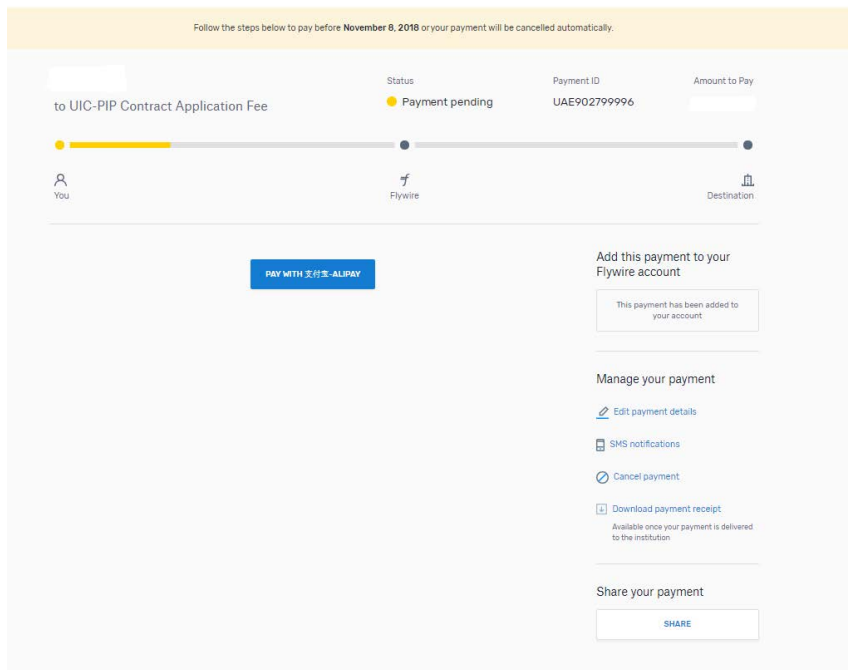 Follow the steps below to pay before November 8, 2018 or your payment will be cancelled automatically.
Status
Payment ID
Amount to Pay
to UIC-PIP Contract Application Fee
Payment pending
UAE902799996
You
Flywire
Destination
PAY WITH 支付宝-ALIPAY
Add this payment to your
Flywire account
This payment has been added to
your account
Manage your payment
Edit payment details
SMS notifications
Cancel payment
Download payment receipt
Available once your payment is delivered
to the institution
Share your payment
SHARE